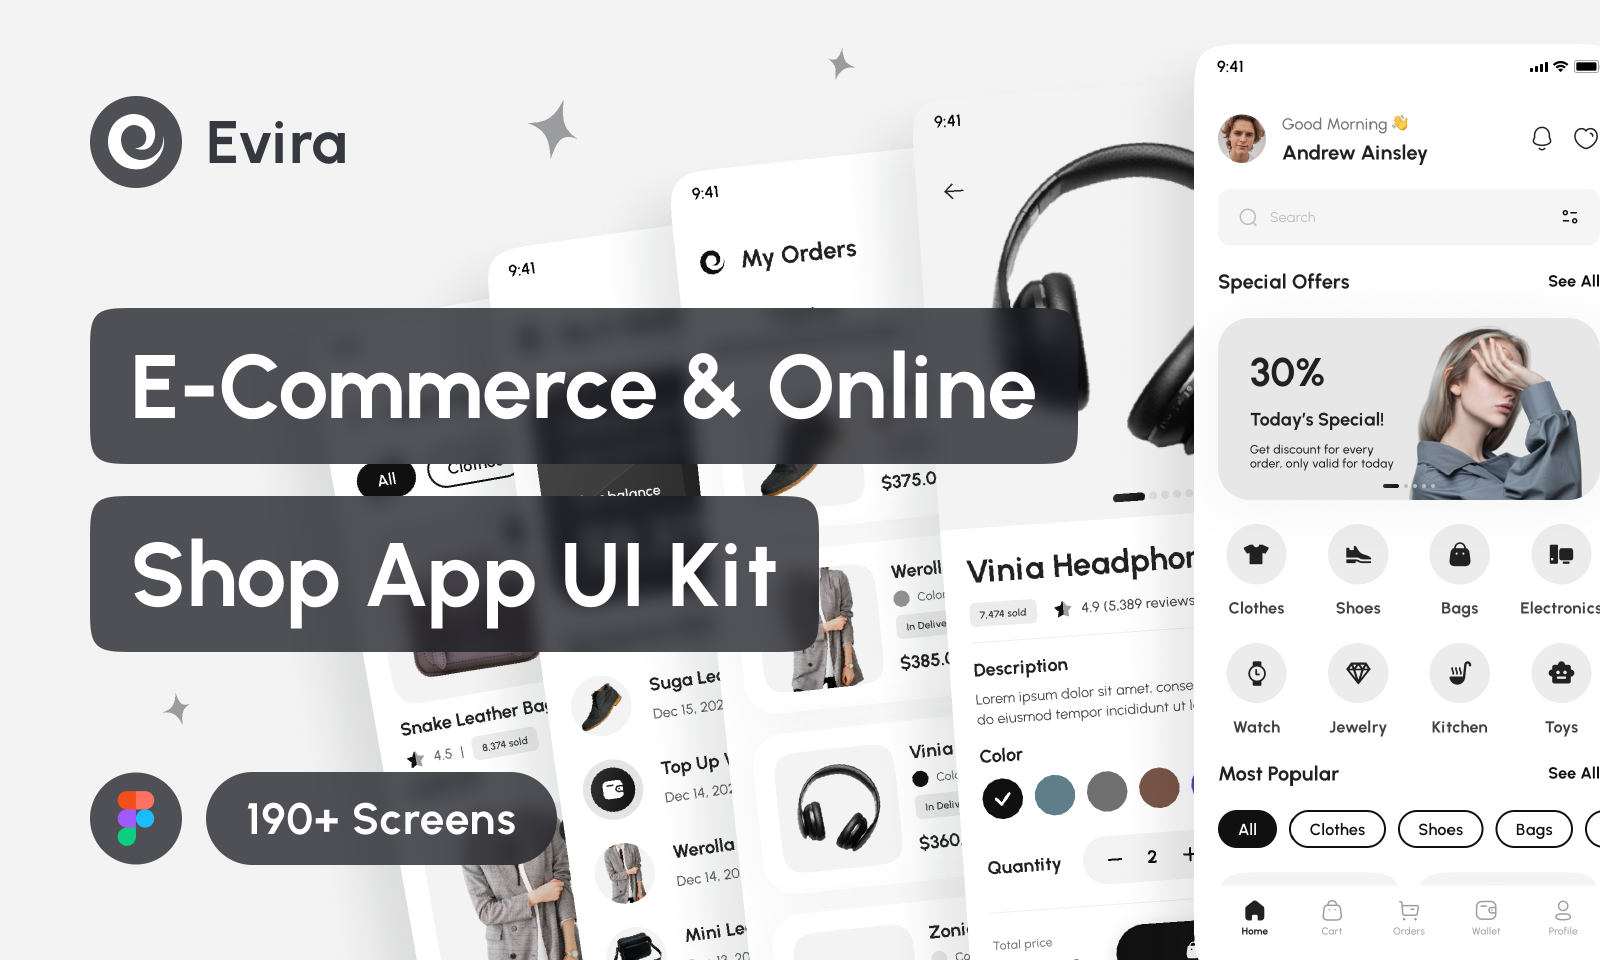 Evira
E-Commerce & Online
Shop App UI Kit
190+ Screens
All
Snake Leather Bag
4.5 | 8,374 sold
9:41
balance
Suga Lea
Dec 15, 202
Top Up
Dec 14, 202
Werolla
Dec 14, 20
Mini Le
9:41
My Orders
$375.0
Werolla
Color
In Delive
$385.0
Vinia
Colo
In Deliv
$360.
Zonic
Co
9:41
Vinia Headphon
7,474 sold
4.9 (5,389 reviews
Description
Lorem ipsum dolor sit amet, conse
do eiusmod tempor incididunt ut l
Color
Quantity
– 2 +
Total price
9:41
Good Morning 👋
Andrew Ainsley
Search
Special Offers See All
30%
Today's Special!
Get discount for every
order, only valid for today
Clothes Shoes Bags Electronics
Watch Jewelry Kitchen Toys
Most Popular See All
All Clothes Shoes Bags
Home Cart Orders Wallet Profile